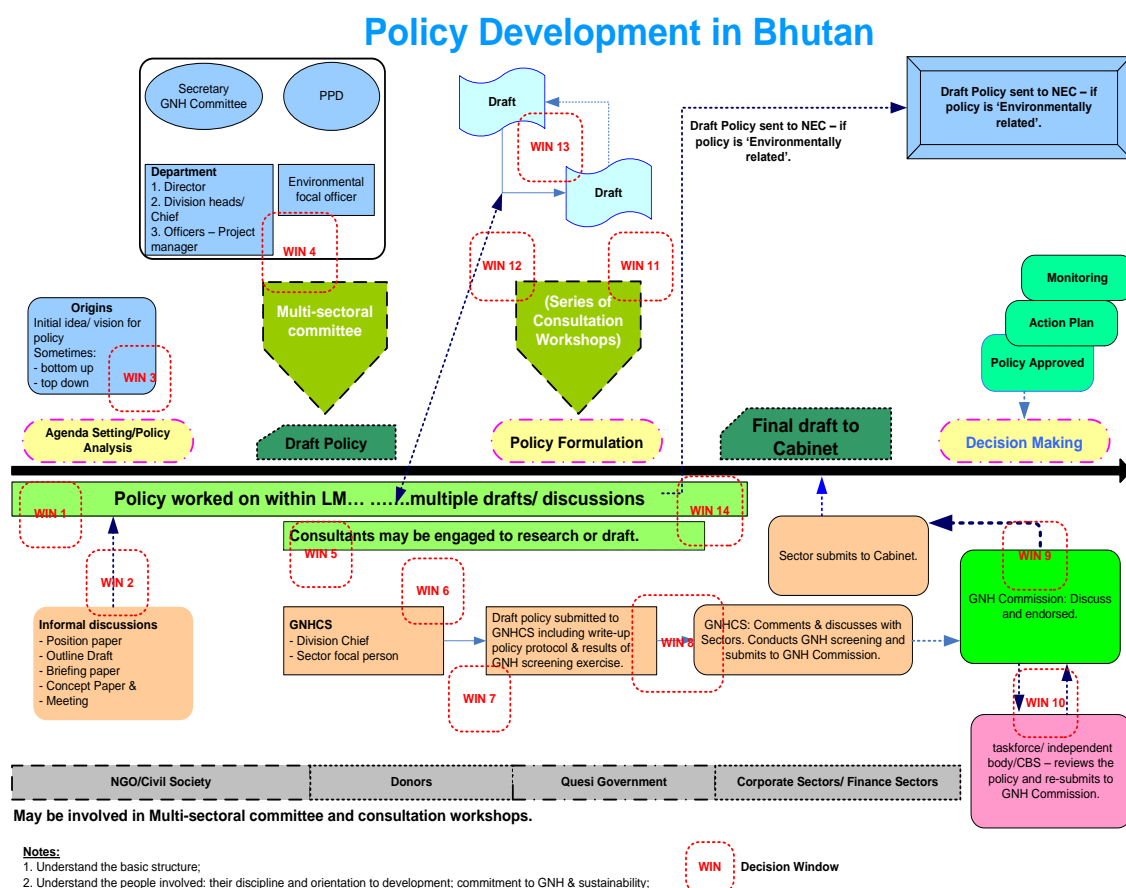 Policy Development in Bhutan
Secretary
GNH Committee
PPD
Department
1. Director
2. Division heads/
Chief
3. Officers – Project
manager
Environmental
focal officer
WIN 4
Draft
WIN 13
Draft
Draft Policy sent to NEC – if
policy is ‘Environmentally
related’.
Draft Policy sent to NEC – if
policy is ‘Environmentally
related’.
WIN 12
WIN 11
Origins
Initial idea/ vision for
policy
Sometimes:
- bottom up
- top down
WIN 3
Multi-sectoral
committee
(Series of
Consultation
Workshops)
Monitoring
Action Plan
Policy Approved
Agenda Setting/Policy
Analysis
Draft Policy
Policy Formulation
Final draft to
Cabinet
Decision Making
Policy worked on within LM… ……..multiple drafts/ discussions
WIN 1
WIN 14
Consultants may be engaged to research or draft.
WIN 5
WIN 2
WIN 6
Sector submits to Cabinet.
WIN 9
GNH Commission: Discuss
and endorsed.
Informal discussions
- Position paper
- Outline Draft
- Briefing paper
- Concept Paper &
- Meeting
GNHCS
- Division Chief
- Sector focal person
Draft policy submitted to
GNHCS including write-up
policy protocol & results of
GNH screening exercise.
WIN 8
GNHCS: Comments & discusses
with Sectors. Conducts GNH screening and
submits to GNH Commission.
WIN 7
WIN 10
taskforce/ independent
body/CBS – reviews the
policy and re-submits to
GNH Commission.
NGO/Civil Society
Donors
Quesi Government
Corporate Sectors/ Finance Sectors
May be involved in Multi-sectoral committee and consultation workshops.
Notes:
1. Understand the basic structure;
2. Understand the people involved: their discipline and orientation to development; commitment to GNH & sustainability;
WIN
Decision Window